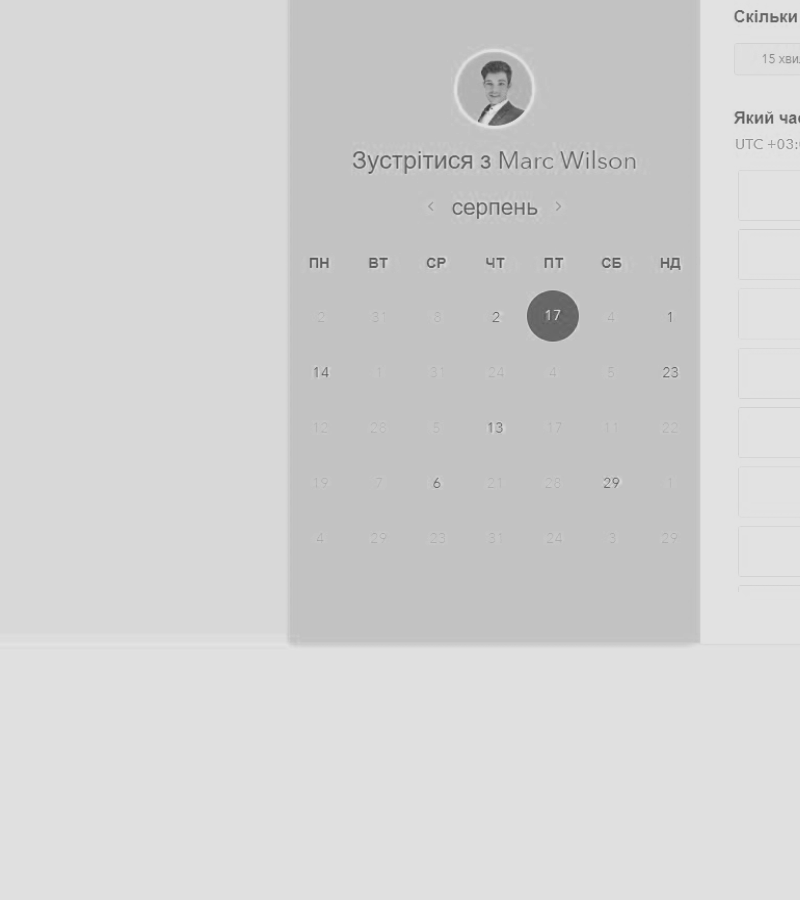 Скільки
15 хви
Який ча
UTC +03:
Зустрітися з Marc Wilson
серпень
ПН ВТ СР ЧТ ПТ СБ НД
2 31 8 2 17 4 1
14 1 31 24 4 5 23
12 28 5 13 17 11 22
19 7 6 21 28 29 1
4 29 23 31 24 3 29